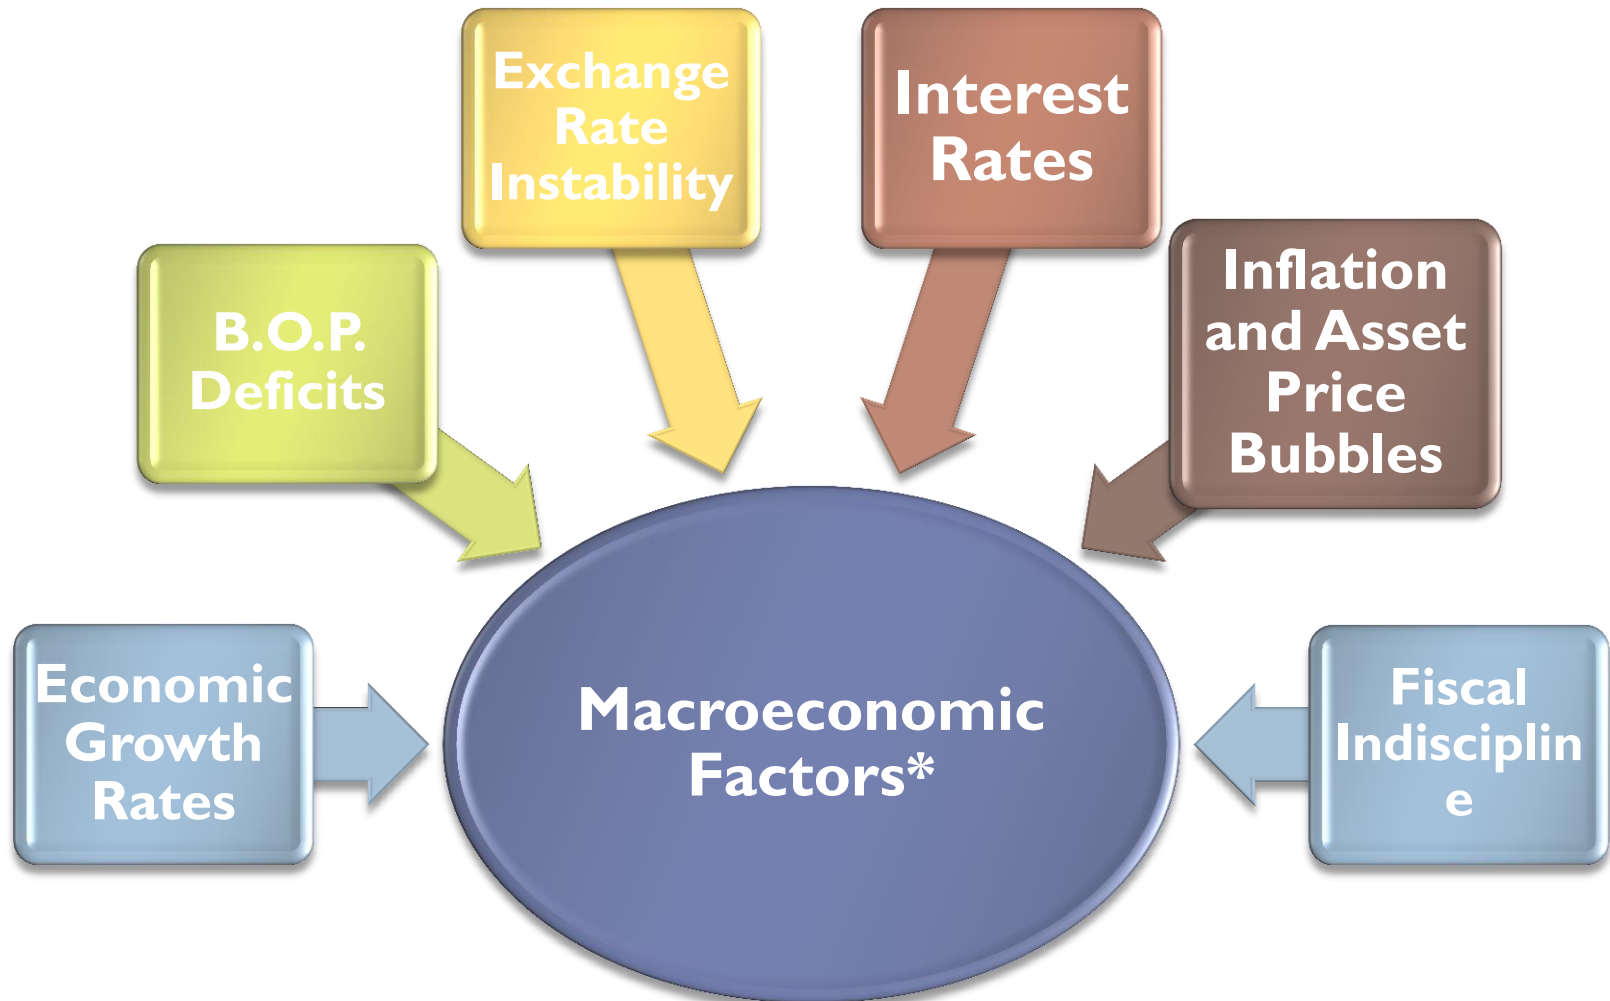 Exchange
Rate
Instability
Interest
Rates
B.O.P.
Deficits
Inflation
and Asset
Price
Bubbles
Economic
Growth
Rates
Macroeconomic
Factors*
Fiscal
Indisciplin
e